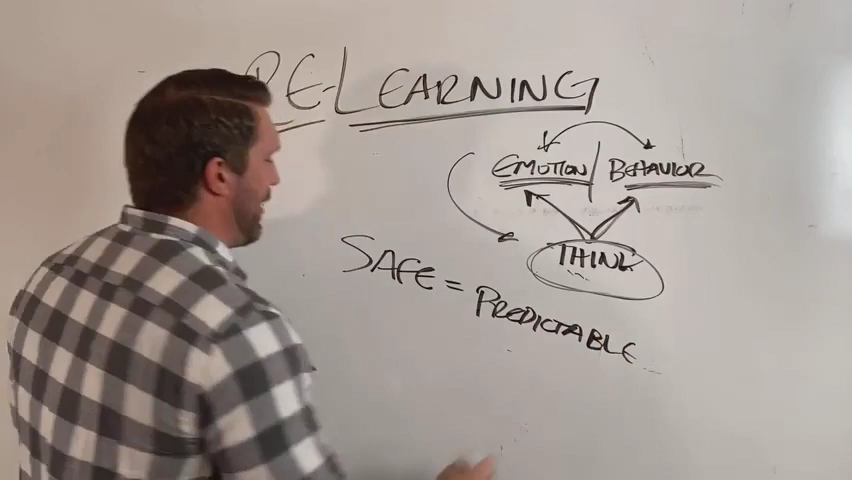 RE-LEARNING
EMOTION | BEHAVIOR
THINK
SAFE = PREDICTABLE